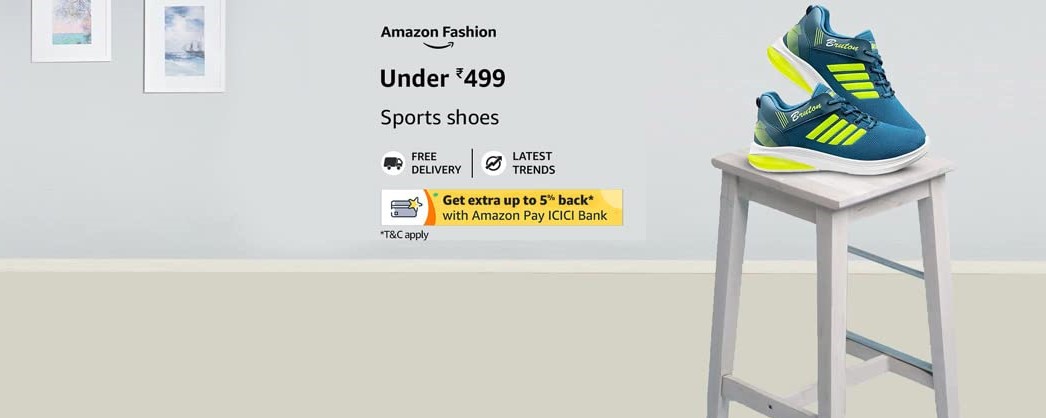 Amazon Fashion
Under ₹499
Sports shoes
FREE
DELIVERY
LATEST
TRENDS
Get extra up to 5% back*
with Amazon Pay ICICI Bank
*T&C apply
Bruton
Bruton